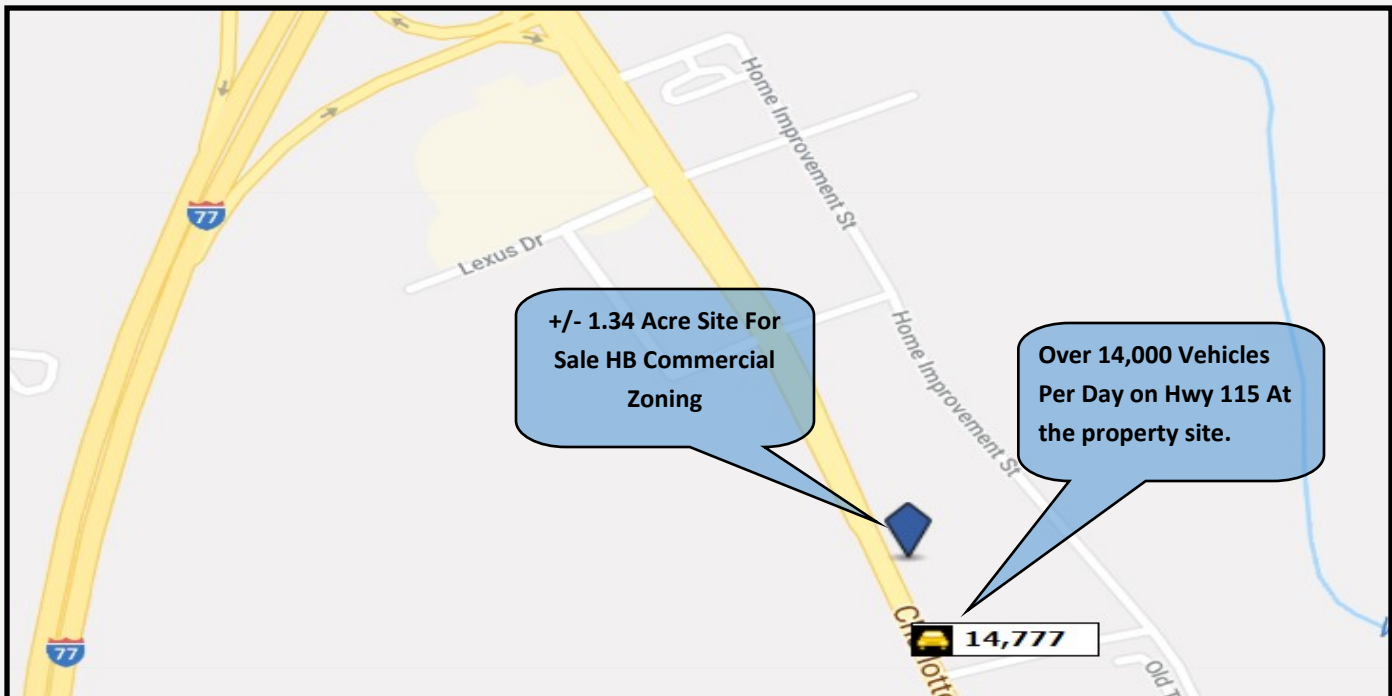 Home Improvement St
77
Lexus Dr
+/- 1.34 Acre Site For
Sale HB Commercial
Zoning
Home Improvement St
Over 14,000 Vehicles
Per Day on Hwy 115 At
the property site.
14,777
77
Old